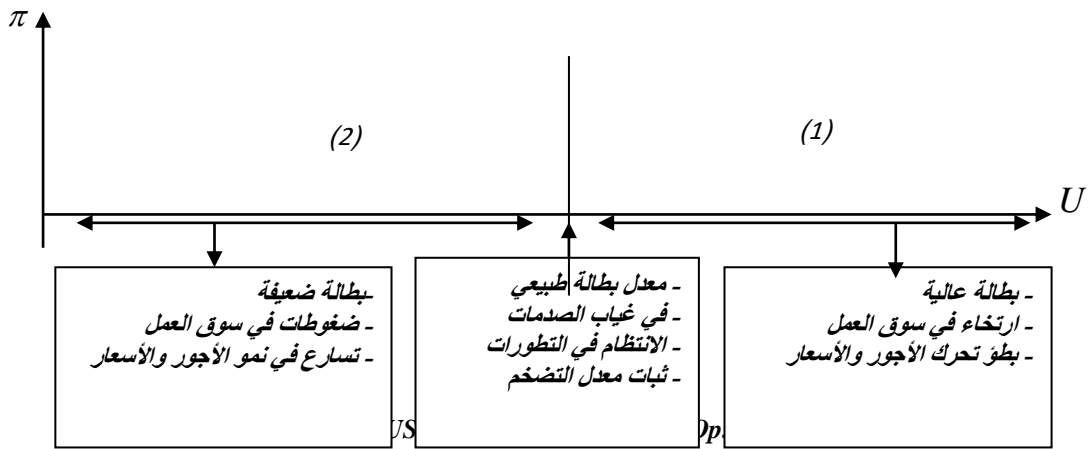 π
(2)
(1)
U
- بطالة عالية
- ارتخاء في سوق العمل
- بطؤ تحرك الأجور والأسعار
- معدل بطالة طبيعي
- في غياب الصدمات
- الانتظام في التطورات
- ثبات معدل التضخم
-بطالة ضعيفة
- ضغوطات في سوق العمل
- تسارع في نمو الأجور والأسعار